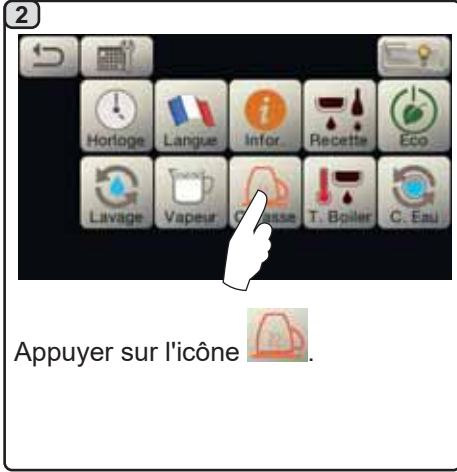 2
Horloge Langue Infor. Recette Eco
Lavage Vapeur T. Boiler C. Eau
Appuyer sur l'icône .